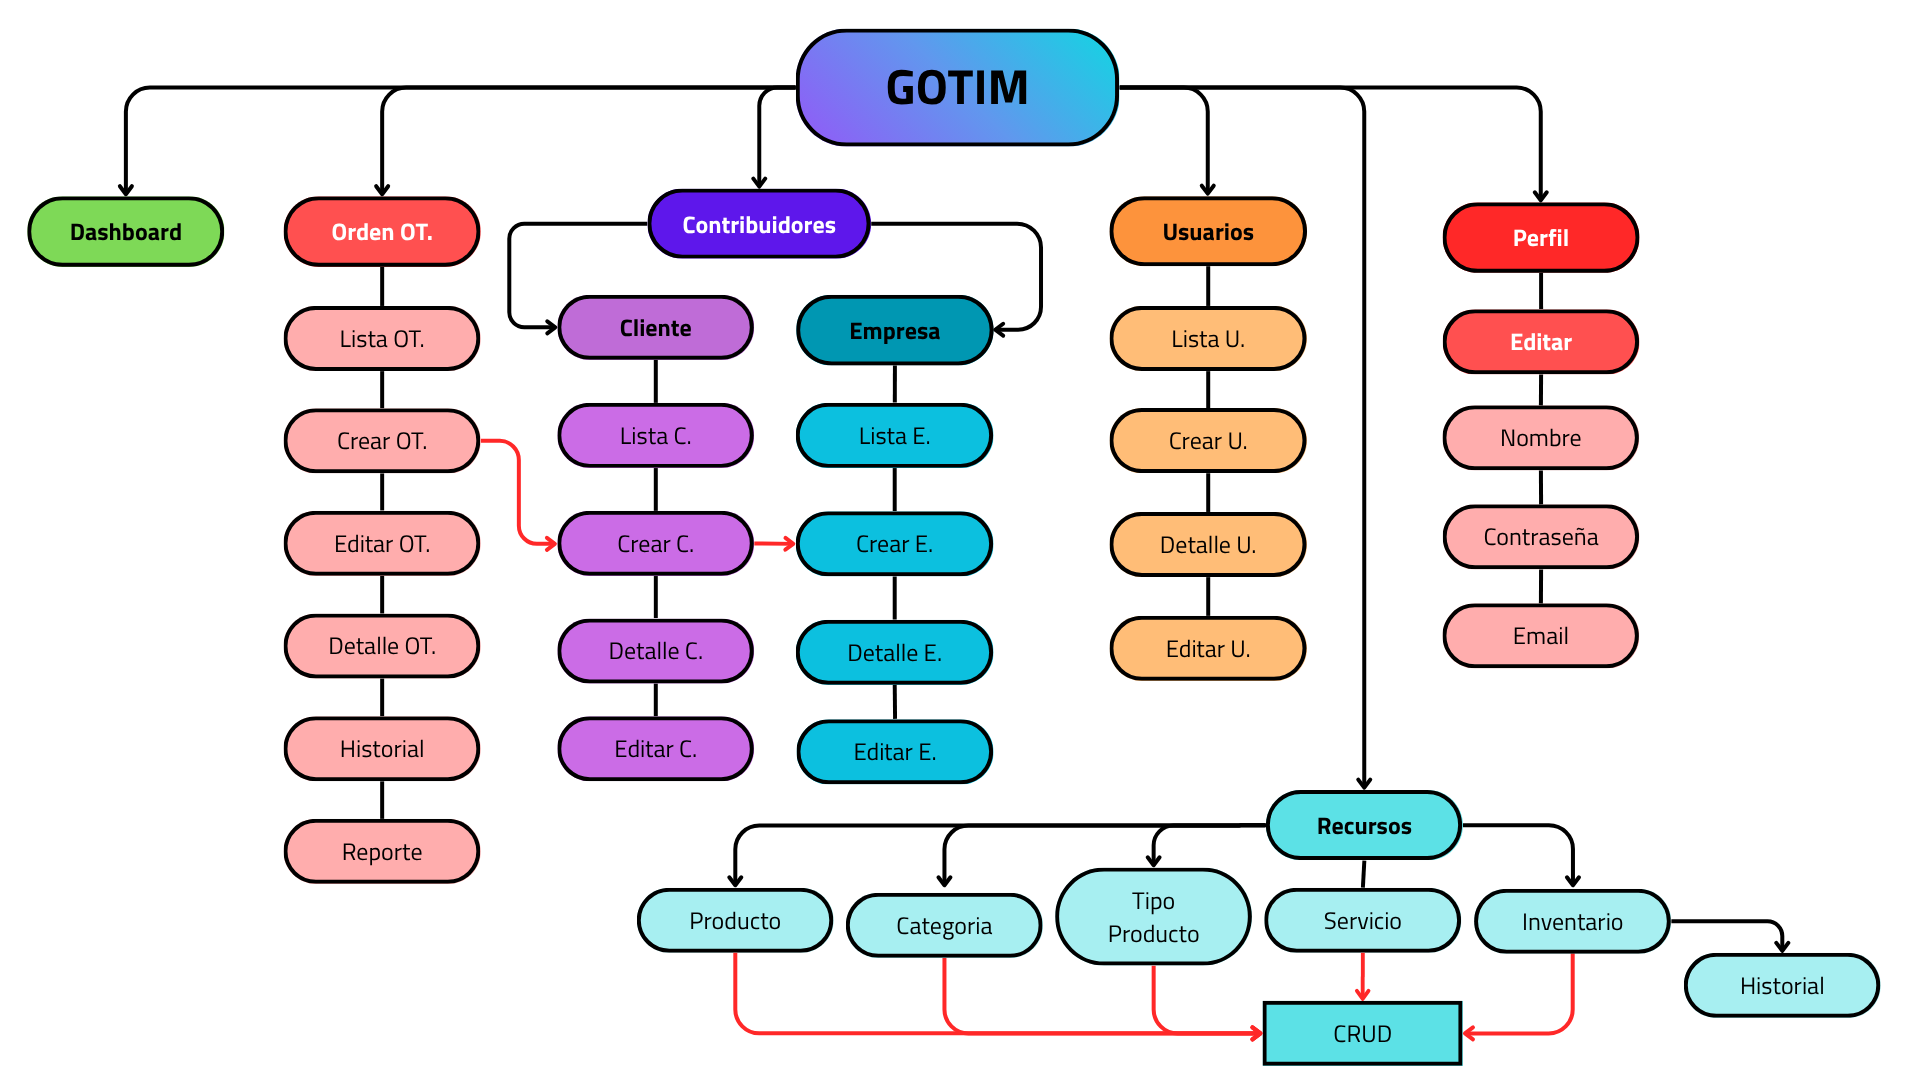 GOTIM
Dashboard
Orden OT.
Lista OT.
Crear OT.
Editar OT.
Detalle OT.
Historial
Reporte
Contribuidores
Cliente
Lista C.
Crear C.
Detalle C.
Editar C.
Empresa
Lista E.
Crear E.
Detalle E.
Editar E.
Usuarios
Lista U.
Crear U.
Detalle U.
Editar U.
Perfil
Editar
Nombre
Contraseña
Email
Recursos
Producto
Categoria
Tipo
Producto
Servicio
Inventario
Historial
CRUD